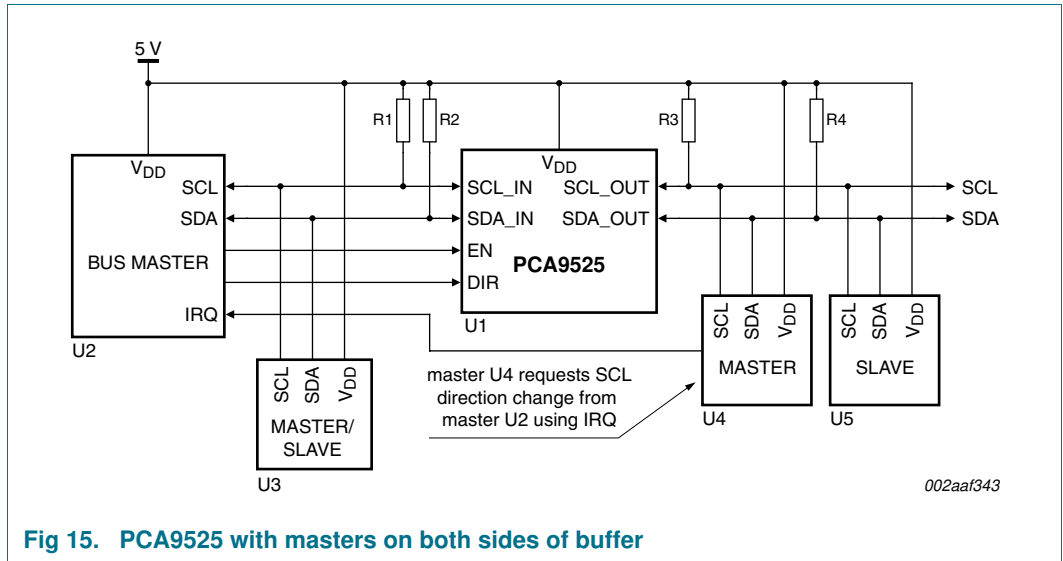 5 V
R1
R2
R3
R4
VDD
SCL
SDA
BUS MASTER
IRQ
U2
VDD
SCL_IN
SCL_OUT
SDA_IN
SDA_OUT
EN
PCA9525
DIR
U1
SCL
SDA
SCL
SDA
VDD
MASTER/
SLAVE
U3
master U4 requests SCL
direction change from
master U2 using IRQ
SCL
SDA
VDD
MASTER
U4
SCL
SDA
VDD
SLAVE
U5
002aaf343
Fig 15. PCA9525 with masters on both sides of buffer